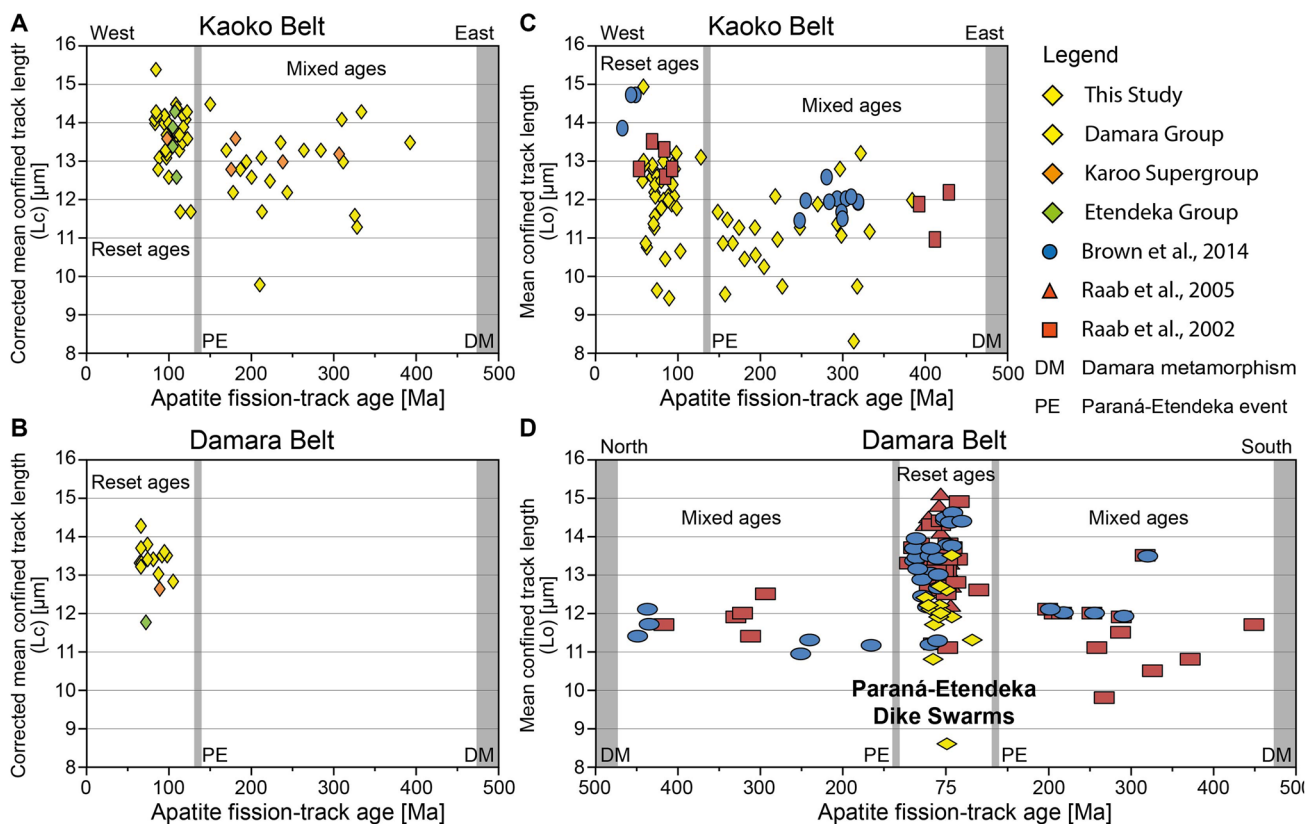 A
Kaoko Belt
West
East
Mixed ages
Reset ages
PE
DM
16
15
14
13
12
11
10
9
8
0
100
200
300
400
500
Corrected mean confined track length
(Lc) [µm]
Apatite fission-track age [Ma]
C
Kaoko Belt
West
East
Reset ages
Mixed ages
PE
DM
16
15
14
13
12
11
10
9
8
0
100
200
300
400
500
Mean confined track length
(Lo) [µm]
Apatite fission-track age [Ma]
Legend
This Study
Damara Group
Karoo Supergroup
Etendeka Group
Brown et al., 2014
Raab et al., 2005
Raab et al., 2002
DM Damara metamorphism
PE Paraná-Etendeka event
B
Damara Belt
Reset ages
PE
DM
16
15
14
13
12
11
10
9
8
0
100
200
300
400
500
Corrected mean confined track length
(Lc) [µm]
Apatite fission-track age [Ma]
D
Damara Belt
North
South
Reset ages
Mixed ages
Mixed ages
Paraná-Etendeka
Dike Swarms
DM
PE
PE
DM
16
15
14
13
12
11
10
9
8
500
400
300
200
75
200
300
400
500
Mean confined track length
(Lo) [µm]
Apatite fission-track age [Ma]